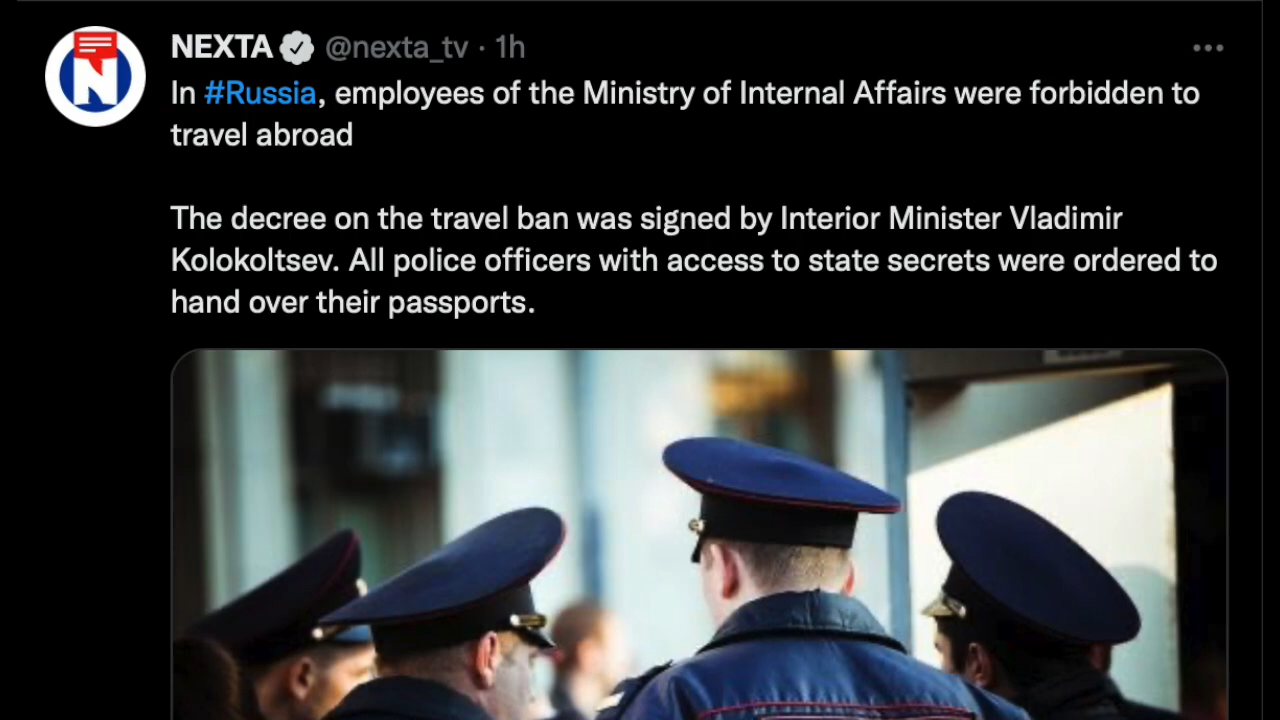 NEXTA @nexta_tv · 1h
In #Russia, employees of the Ministry of Internal Affairs were forbidden to
travel abroad
The decree on the travel ban was signed by Interior Minister Vladimir
Kolokoltsev. All police officers with access to state secrets were ordered to
hand over their passports.